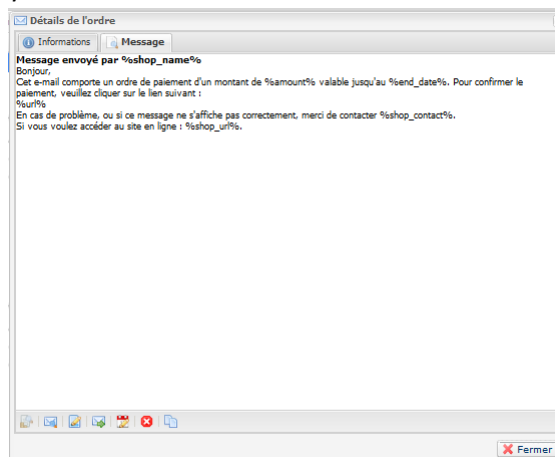 Détails de l'ordre
Informations
Message
Message envoyé par %shop_name%
Bonjour,
Cet e-mail comporte un ordre de paiement d'un montant de %amount% valable jusqu'au %end_date%. Pour confirmer le
paiement, veuillez cliquer sur le lien suivant :
%url%
En cas de problème, ou si ce message ne s'affiche pas correctement, merci de contacter %shop_contact%.
Si vous voulez accéder au site en ligne : %shop_url%.
Fermer